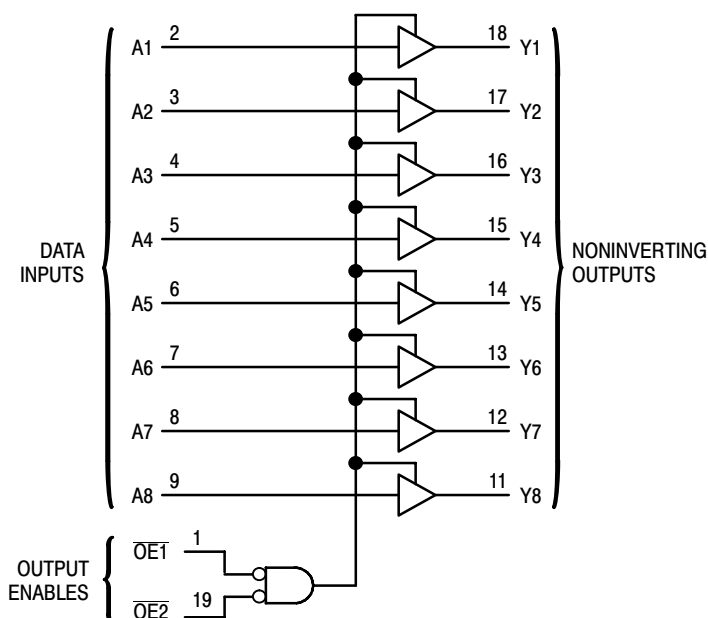 A1 2 18 Y1
A2 3 17 Y2
A3 4 16 Y3
A4 5 15 Y4
DATA
INPUTS
NONINVERTING
OUTPUTS
A5 6 14 Y5
A6 7 13 Y6
A7 8 12 Y7
A8 9 11 Y8
OUTPUT
ENABLES
OE1 1
OE2 19